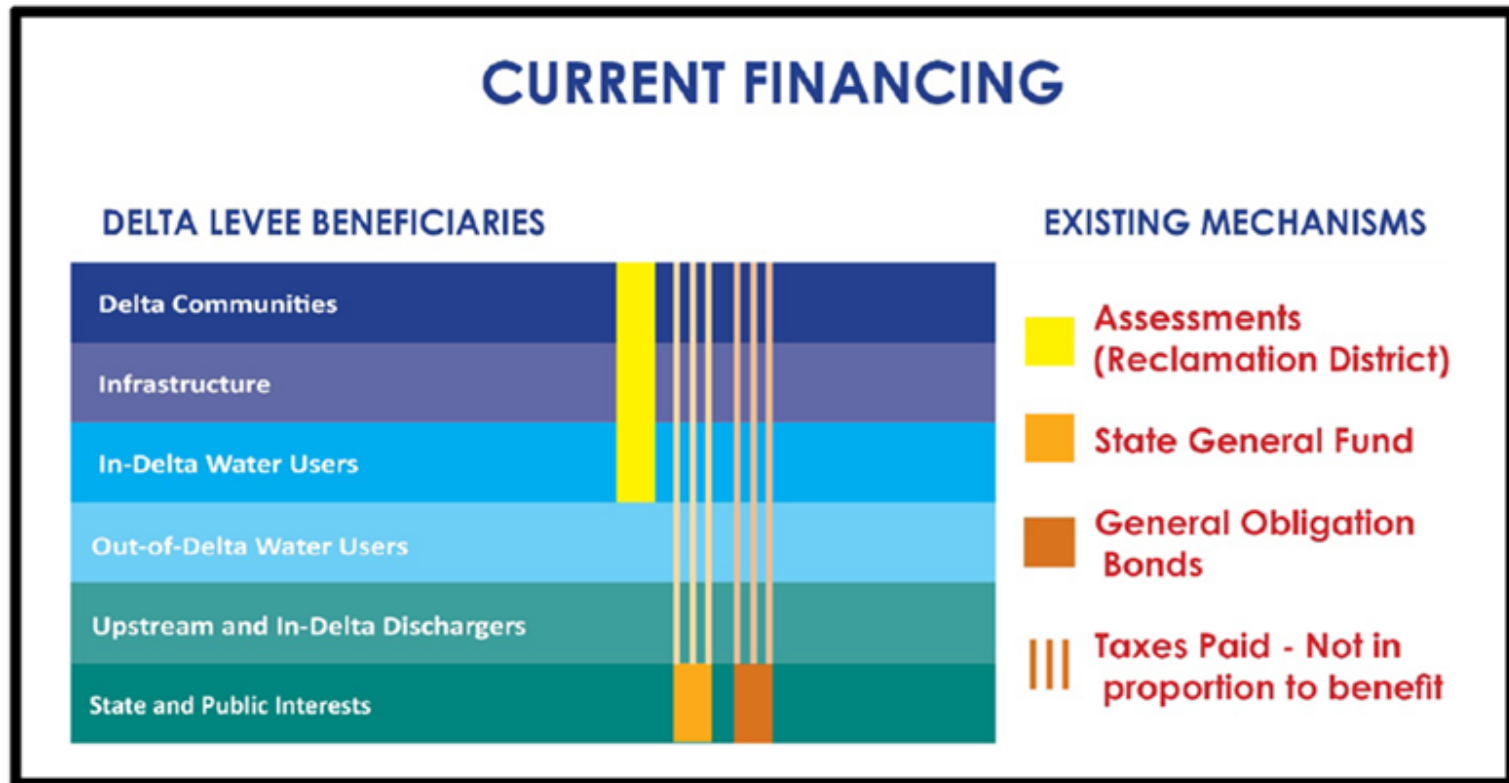 CURRENT FINANCING
DELTA LEVEE BENEFICIARIES
Delta Communities
Infrastructure
In-Delta Water Users
Out-of-Delta Water Users
Upstream and In-Delta Dischargers
State and Public Interests
EXISTING MECHANISMS
Assessments
(Reclamation District)
State General Fund
General Obligation
Bonds
Taxes Paid - Not in
proportion to benefit